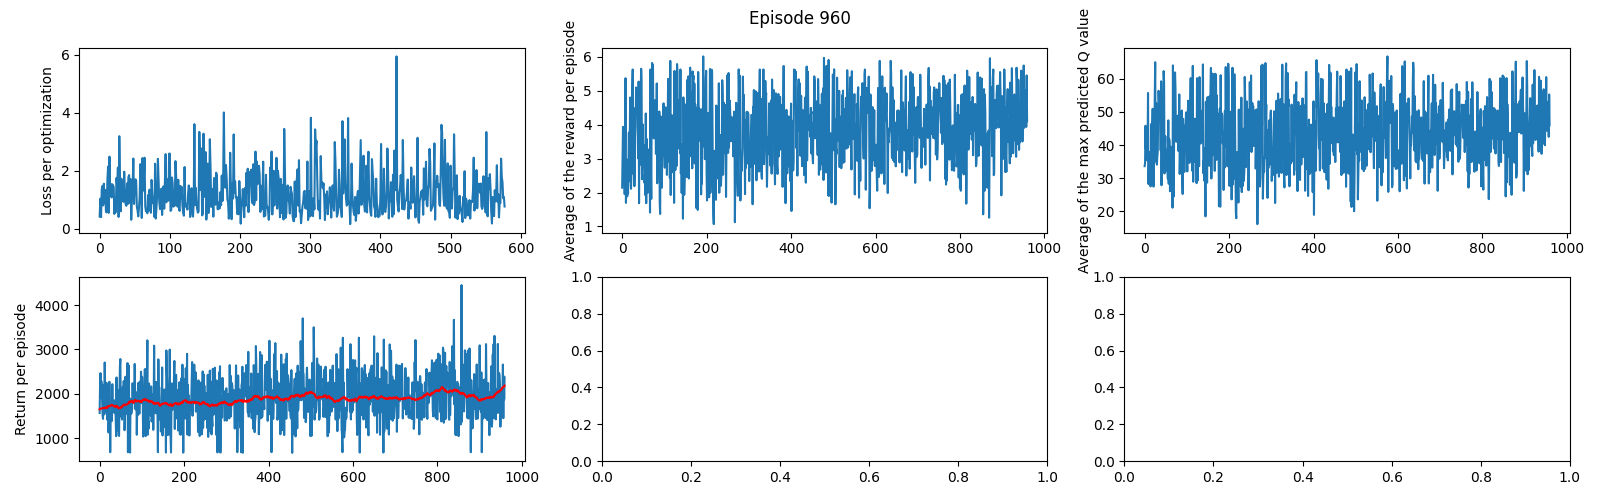 Episode 960
Loss per optimization
6
4
2
0
0 100 200 300 400 500 600
Average of the reward per episode
6
5
4
3
2
1
0 200 400 600 800 1000
Average of the max predicted Q value
60
50
40
30
20
0 200 400 600 800 1000
Return per episode
4000
3000
2000
1000
0 200 400 600 800 1000
1.0
0.8
0.6
0.4
0.2
0.0
0.0 0.2 0.4 0.6 0.8 1.0
1.0
0.8
0.6
0.4
0.2
0.0
0.0 0.2 0.4 0.6 0.8 1.0